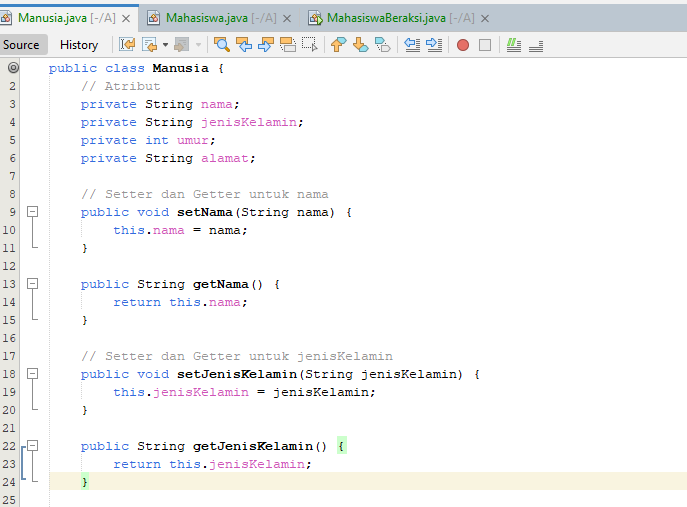 Manusia.java [-/A] × Mahasiswa.java [-/A] × MahasiswaBeraksi.java [-/A] ×
Source History
public class Manusia {
2 // Atribut
3 private String nama;
4 private String jenisKelamin;
5 private int umur;
6 private String alamat;
7
8 // Setter dan Getter untuk nama
9 public void setNama(String nama) {
10 this.nama = nama;
11 }
12
13 public String getNama() {
14 return this.nama;
15 }
16
17 // Setter dan Getter untuk jenisKelamin
18 public void setJenisKelamin(String jenisKelamin) {
19 this.jenisKelamin = jenisKelamin;
20 }
21
22 public String getJenisKelamin() {
23 return this.jenisKelamin;
24 }
25